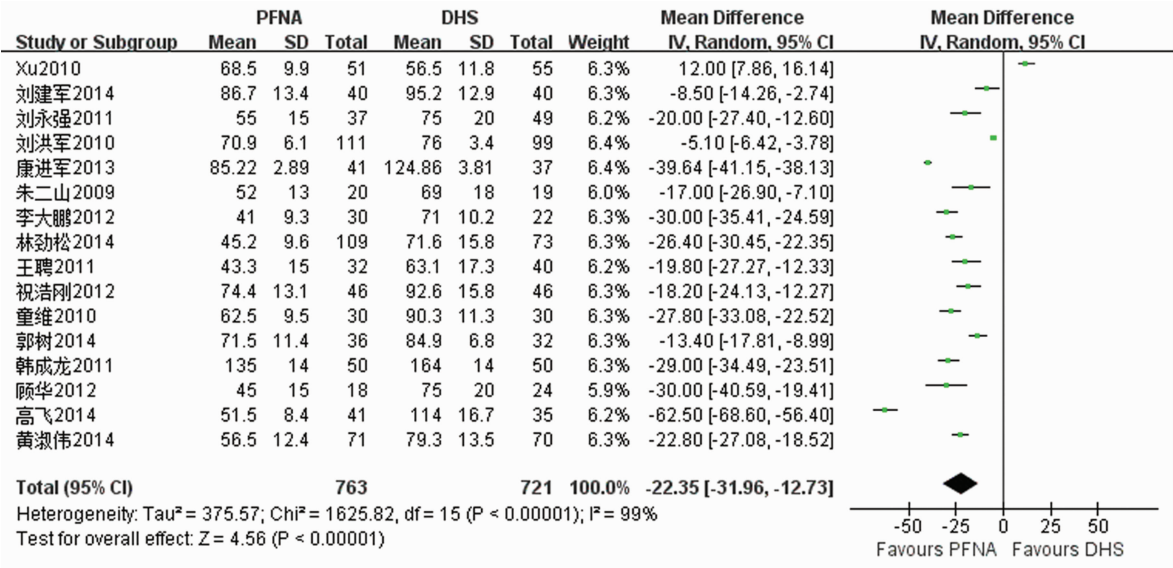 PFNA DHS Mean Difference Mean Difference
Study or Subgroup Mean SD Total Mean SD Total Weight IV, Random, 95% CI IV, Random, 95% CI
Xu2010 68.5 9.9 51 56.5 11.8 55 6.3% 12.00 [7.86, 16.14]
刘建军2014 86.7 13.4 40 95.2 12.9 40 6.3% -8.50 [-14.26, -2.74]
刘永强2011 55 15 37 75 20 49 6.2% -20.00 [-27.40, -12.60]
刘洪军2010 70.9 6.1 111 76 3.4 99 6.4% -5.10 [-6.42, -3.78]
康进军2013 85.22 2.89 41 124.86 3.81 37 6.4% -39.64 [-41.15, -38.13]
朱二山2009 52 13 20 69 18 19 6.0% -17.00 [-26.90, -7.10]
李大鹏2012 41 9.3 30 71 10.2 22 6.3% -30.00 [-35.41, -24.59]
林劲松2014 45.2 9.6 109 71.6 15.8 73 6.3% -26.40 [-30.45, -22.35]
王聘2011 43.3 15 32 63.1 17.3 40 6.2% -19.80 [-27.27, -12.33]
祝浩刚2012 74.4 13.1 46 92.6 15.8 46 6.3% -18.20 [-24.13, -12.27]
童维2010 62.5 9.5 30 90.3 11.3 30 6.3% -27.80 [-33.08, -22.52]
郭树2014 71.5 11.4 36 84.9 6.8 32 6.3% -13.40 [-17.81, -8.99]
韩成龙2011 135 14 50 164 14 50 6.3% -29.00 [-34.49, -23.51]
顾华2012 45 15 18 75 20 24 5.9% -30.00 [-40.59, -19.41]
高飞2014 51.5 8.4 41 114 16.7 35 6.2% -62.50 [-68.60, -56.40]
黄淑伟2014 56.5 12.4 71 79.3 13.5 70 6.3% -22.80 [-27.08, -18.52]
Total (95% CI) 763 721 100.0% -22.35 [-31.96, -12.73]
Heterogeneity: Tau² = 375.57; Chi² = 1625.82, df = 15 (P < 0.00001); I² = 99%
Test for overall effect: Z = 4.56 (P < 0.00001)
-50 -25 0 25 50
Favours PFNA Favours DHS